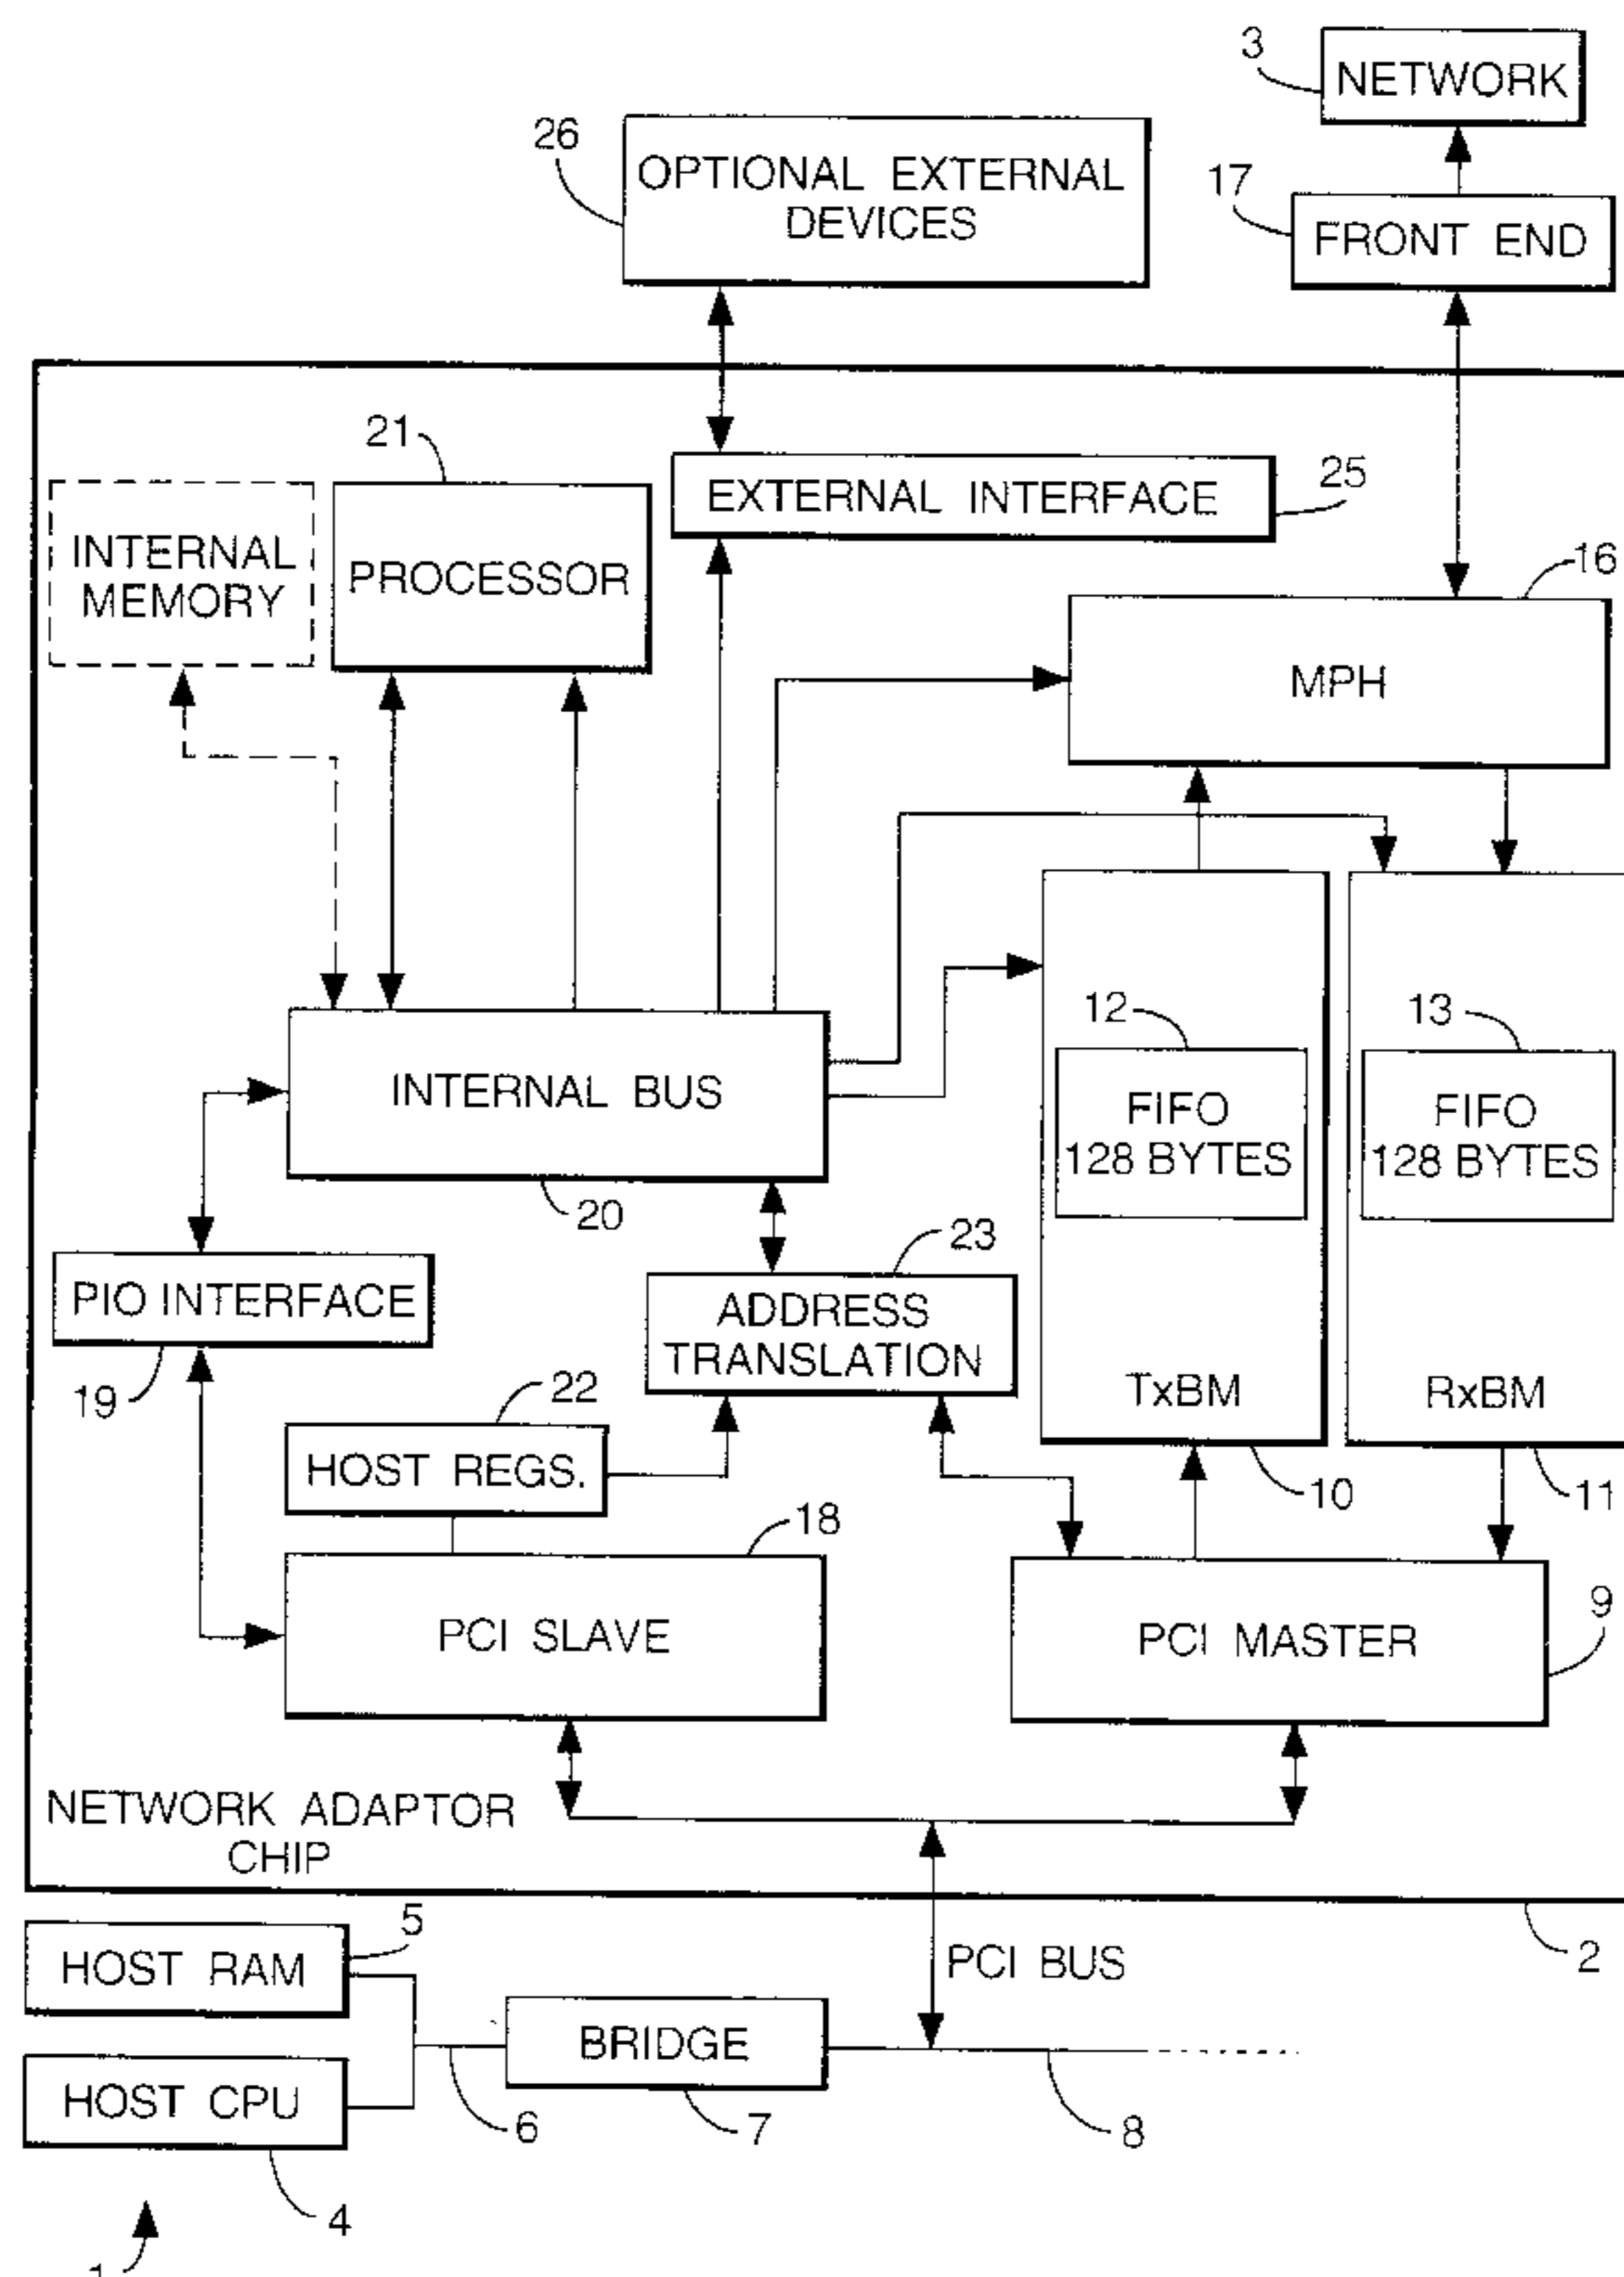 3
NETWORK
26
OPTIONAL EXTERNAL
DEVICES
17
FRONT END
21
EXTERNAL INTERFACE
25
INTERNAL
MEMORY
PROCESSOR
16
MPH
12
13
INTERNAL BUS
FIFO
128 BYTES
FIFO
128 BYTES
20
23
PIO INTERFACE
ADDRESS
TRANSLATION
19
22
TxBM
RxBM
HOST REGS.
10
11
18
PCI SLAVE
PCI MASTER
9
NETWORK ADAPTOR
CHIP
5
HOST RAM
PCI BUS
2
BRIDGE
HOST CPU
6
7
8
4
1